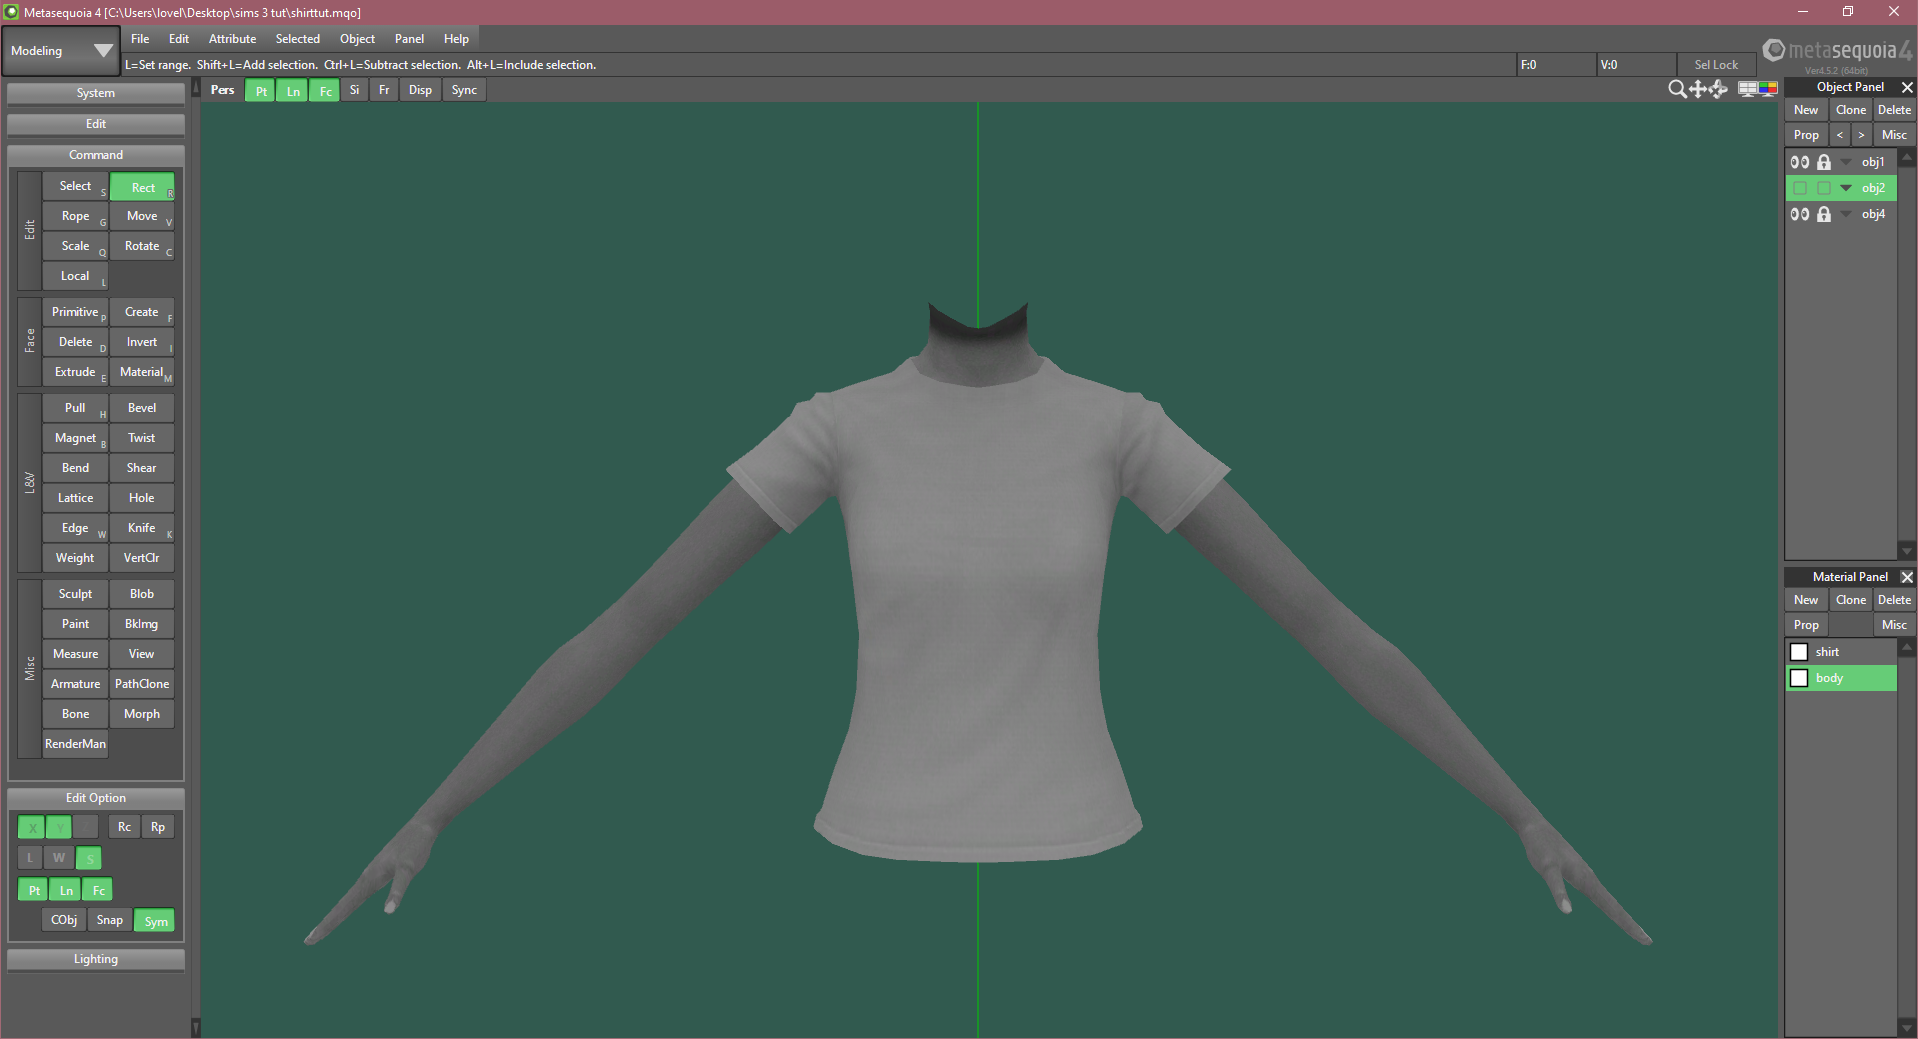 Metasequoia 4 [C:\Users\lovel\Desktop\sims 3 tut\shirttut.mqo]
Modeling
File Edit Attribute Selected Object Panel Help
L=Set range. Shift+L=Add selection. Ctrl+L=Subtract selection. Alt+L=Include selection.
F:0 V:0 Sel Lock
metasequoia 4
Ver4.5.2 (64bit)
Pers Pt Ln Fc Si Fr Disp Sync
System
Edit
Command
Edit
Select S Rect R
Rope G Move V
Scale Q Rotate C
Local L
Face
Primitive P Create F
Delete D Invert I
Extrude E Material M
L&V
Pull H Bevel
Magnet B Twist
Bend Shear
Lattice Hole
Edge W Knife K
Weight VertClr
Misc
Sculpt Blob
Paint BkImg
Measure View
Armature PathClone
Bone Morph
RenderMan
Edit Option
X Y Rc Rp
L W S
Pt Ln Fc
CObj Snap Sym
Lighting
Object Panel
New Clone Delete
Prop < > Misc
obj1
obj2
obj4
Material Panel
New Clone Delete
Prop Misc
shirt
body